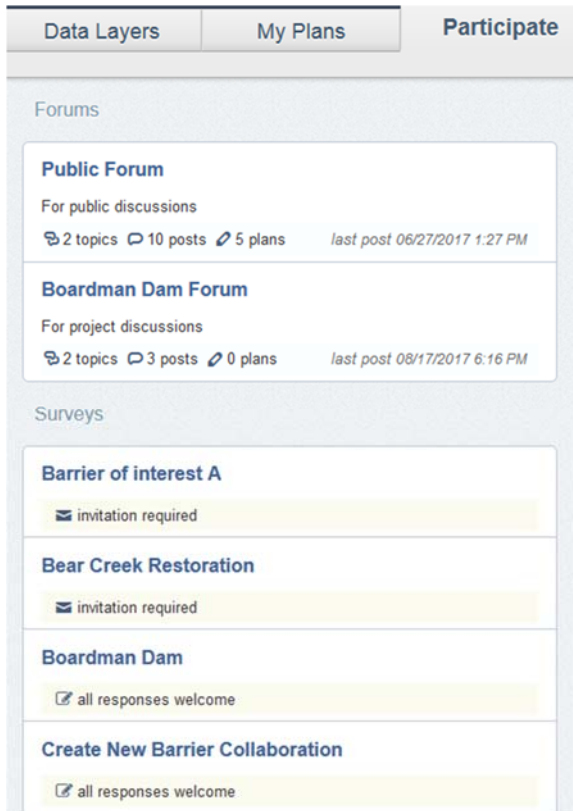 Data Layers My Plans Participate
Forums
Public Forum
For public discussions
2 topics 10 posts 5 plans last post 06/27/2017 1:27 PM
Boardman Dam Forum
For project discussions
2 topics 3 posts 0 plans last post 08/17/2017 6:16 PM
Surveys
Barrier of interest A
invitation required
Bear Creek Restoration
invitation required
Boardman Dam
all responses welcome
Create New Barrier Collaboration
all responses welcome